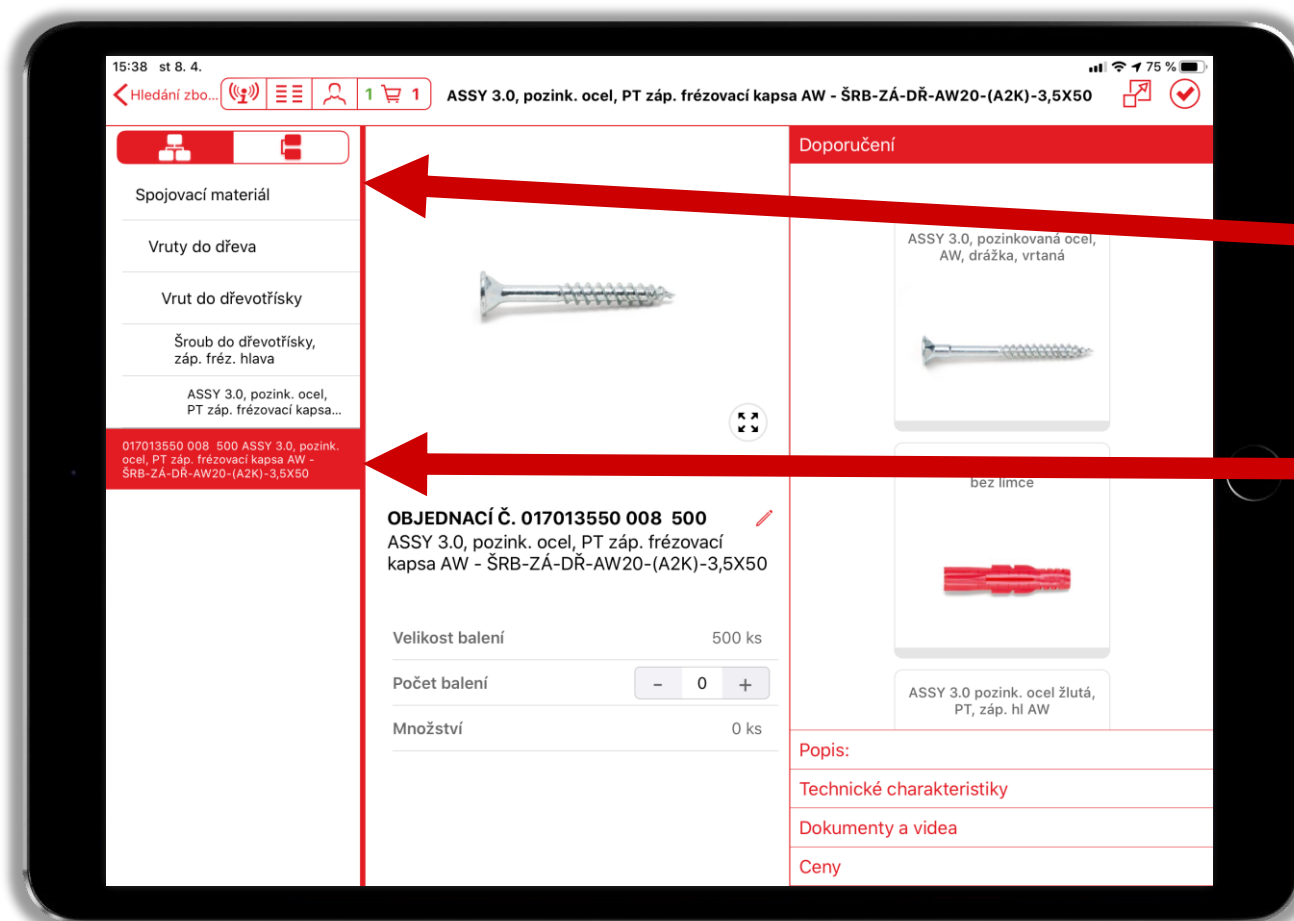 15:38 st 8. 4.
75 %
Hledání zbo...
1 1
ASSY 3.0, pozink. ocel, PT záp. frézovací kapsa AW - ŠRB-ZÁ-DŘ-AW20-(A2K)-3,5X50
Spojovací materiál
Vruty do dřeva
Vrut do dřevotřísky
Šroub do dřevotřísky,
záp. fréz. hlava
ASSY 3.0, pozink. ocel,
PT záp. frézovací kapsa...
017013550 008 500 ASSY 3.0, pozink.
ocel, PT záp. frézovací kapsa AW -
ŠRB-ZÁ-DŘ-AW20-(A2K)-3,5X50
OBJEDNACÍ Č. 017013550 008 500
ASSY 3.0, pozink. ocel, PT záp. frézovací
kapsa AW - ŠRB-ZÁ-DŘ-AW20-(A2K)-3,5X50
Velikost balení 500 ks
Počet balení - 0 +
Množství 0 ks
Doporučení
ASSY 3.0, pozinkovaná ocel,
AW, drážka, vrtaná
bez límce
ASSY 3.0 pozink. ocel žlutá,
PT, záp. hl AW
Popis:
Technické charakteristiky
Dokumenty a videa
Ceny